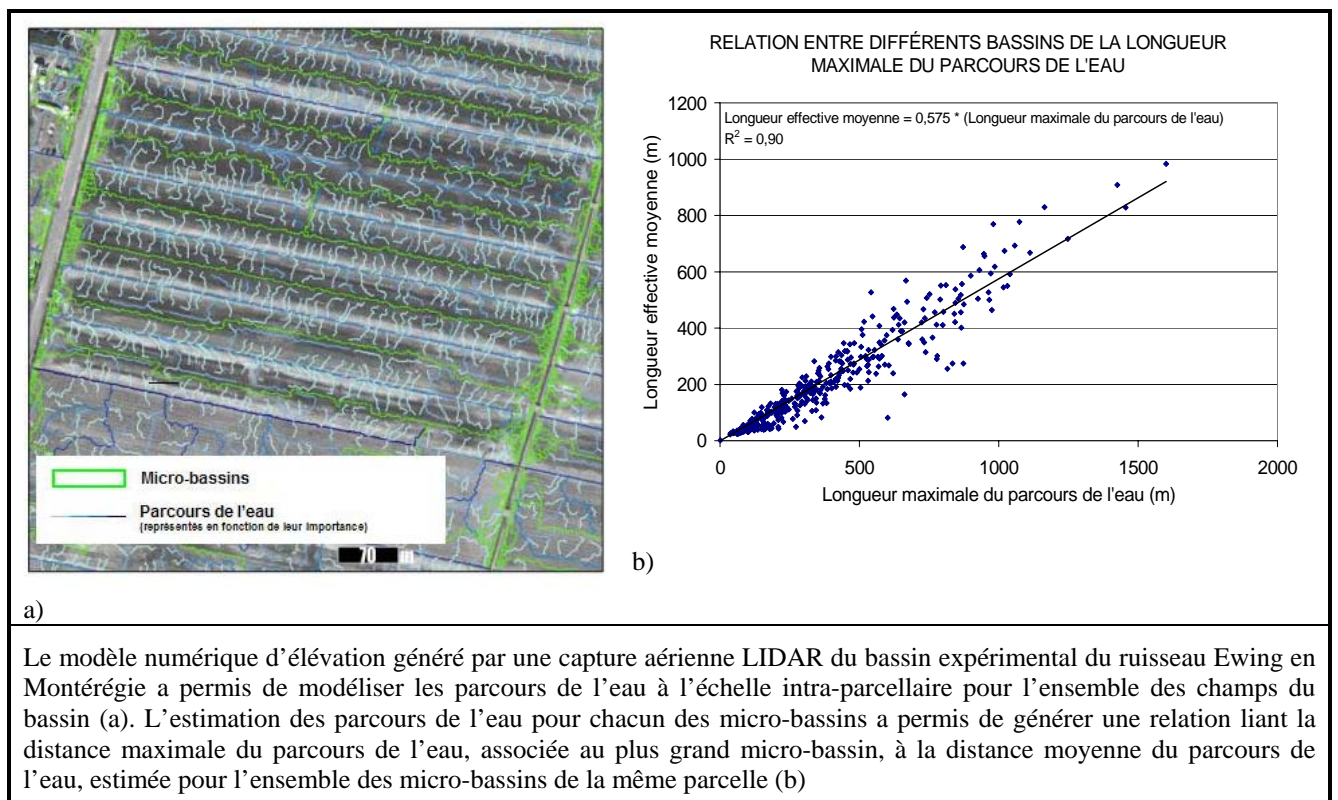 Micro-bassins
Parcours de l'eau
(représentés en fonction de leur importance)
70 m
a)
RELATION ENTRE DIFFÉRENTS BASSINS DE LA LONGUEUR
MAXIMALE DU PARCOURS DE L'EAU
Longueur effective moyenne = 0,575 * (Longueur maximale du parcours de l'eau)
R² = 0,90
Longueur effective moyenne (m)
1200
1000
800
600
400
200
0
0 500 1000 1500 2000
Longueur maximale du parcours de l'eau (m)
b)
Le modèle numérique d'élévation généré par une capture aérienne LIDAR du bassin expérimental du ruisseau Ewing en
Montérégie a permis de modéliser les parcours de l'eau à l'échelle intra-parcellaire pour l'ensemble des champs du
bassin (a). L'estimation des parcours de l'eau pour chacun des micro-bassins a permis de générer une relation liant la
distance maximale du parcours de l'eau, associée au plus grand micro-bassin, à la distance moyenne du parcours de
l'eau, estimée pour l'ensemble des micro-bassins de la même parcelle (b)